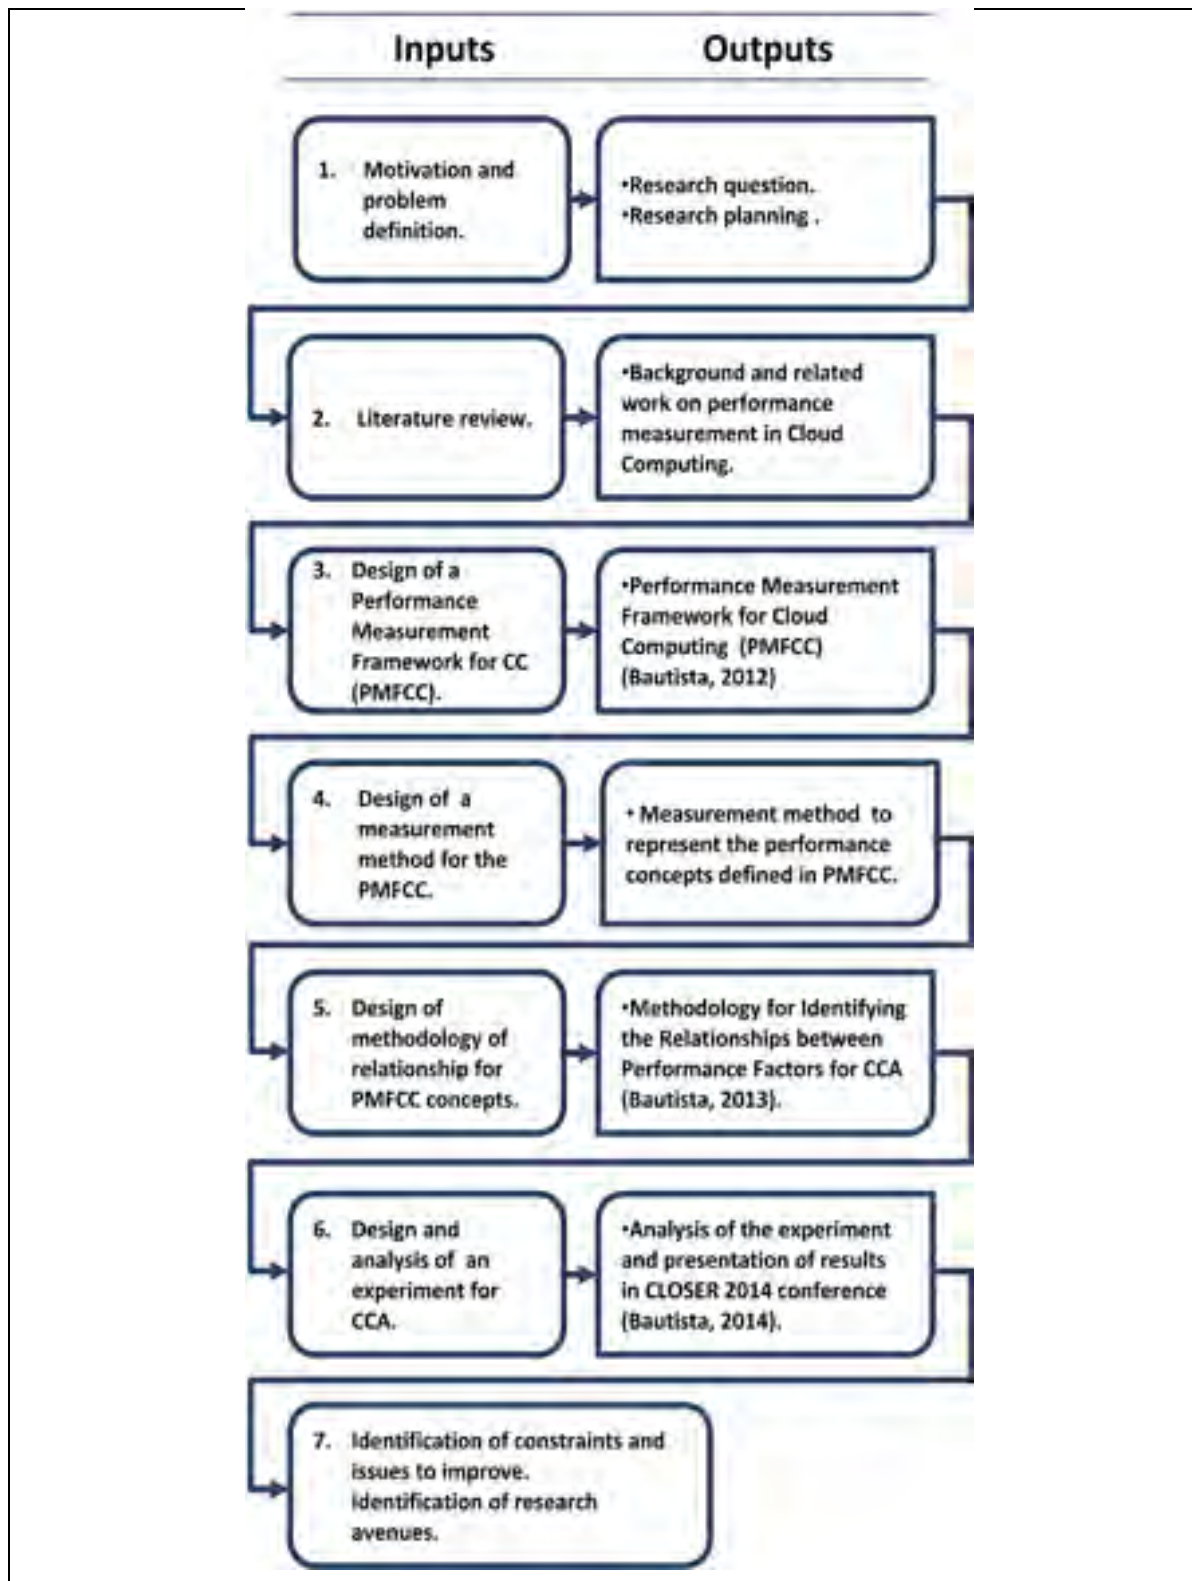 Inputs Outputs
1. Motivation and
problem
definition.
•Research question.
•Research planning .
2. Literature review.
•Background and related
work on performance
measurement in Cloud
Computing.
3. Design of a
Performance
Measurement
Framework for CC
(PMFCC).
•Performance Measurement
Framework for Cloud
Computing (PMFCC)
(Bautista, 2012)
4. Design of a
measurement
method for the
PMFCC.
• Measurement method to
represent the performance
concepts defined in PMFCC.
5. Design of
methodology of
relationship for
PMFCC concepts.
•Methodology for Identifying
the Relationships between
Performance Factors for CCA
(Bautista, 2013).
6. Design and
analysis of an
experiment for
CCA.
•Analysis of the experiment
and presentation of results
in CLOSER 2014 conference
(Bautista, 2014).
7. Identification of constraints and
issues to improve.
Identification of research
avenues.